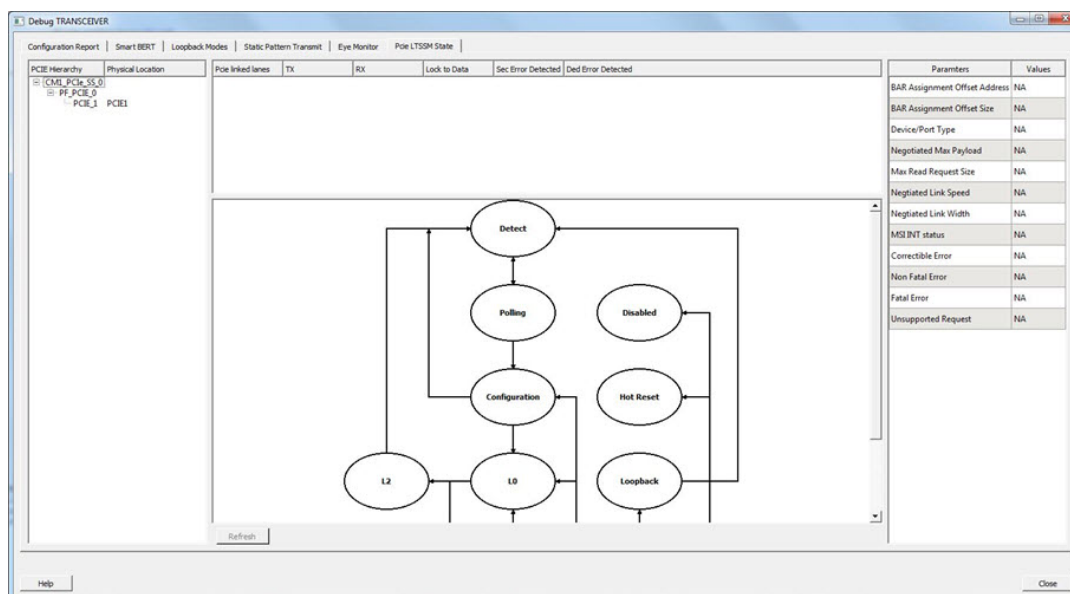 Debug TRANSCEIVER
Configuration Report Smart BERT Loopback Modes Static Pattern Transmit Eye Monitor Pcie LTSSM State
PCIE Hierarchy Physical Location
CM1_PCIe_SS_0
PF_PCIE_0
PCIE_1 PCIE1
Pcie linked lanes TX RX Lock to Data Sec Error Detected Ded Error Detected
Detect
Polling Disabled
Configuration Hot Reset
L2 L0 Loopback
Refresh
Paramters Values
BAR Assignment Offset Address NA
BAR Assignment Offset Size NA
Device/Port Type NA
Negotiated Max Payload NA
Max Read Request Size NA
Negtiated Link Speed NA
Negtiated Link Width NA
MSI INT status NA
Correctible Error NA
Non Fatal Error NA
Fatal Error NA
Unsupported Request NA
Help Close